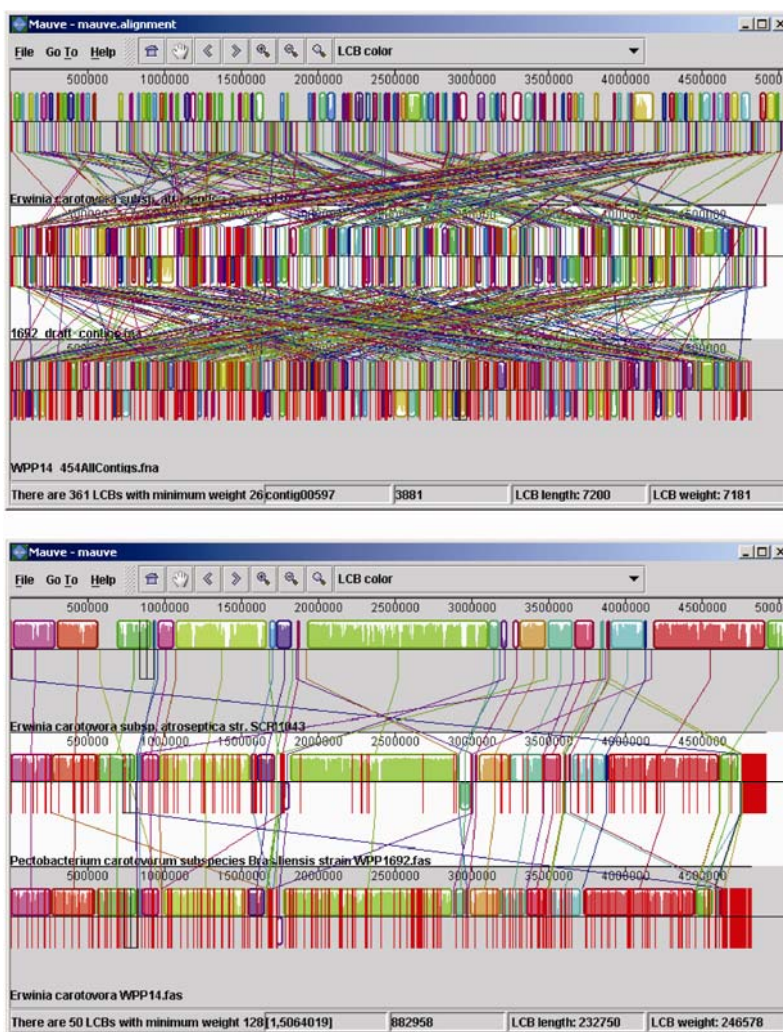 Mauve - mauve.alignment
File Go To Help LCB color
500000 1000000 1500000 2000000 2500000 3000000 3500000 4000000 4500000 5000
Erwinia carotovora subsp.
1692 draft
WPP14_454AllContigs.fna
There are 361 LCBs with minimum weight 26 contig00597 3881 LCB length: 7200 LCB weight: 7181
Mauve - mauve
File Go To Help LCB color
500000 1000000 1500000 2000000 2500000 3000000 3500000 4000000 4500000 5000
Erwinia carotovora subsp. atroseptica str. SCRI1043
500000 1000000 1500000 2000000 2500000 3000000 3500000 4000000 4500000
Pectobacterium carotovorum subspecies Brasiliensis strain WPP1692.fas
500000 1000000 1500000 2000000 2500000 3000000 3500000 4000000 4500000
Erwinia carotovora WPP14.fas
There are 50 LCBs with minimum weight 128 [1,5064019] 882958 LCB length: 232750 LCB weight: 246578